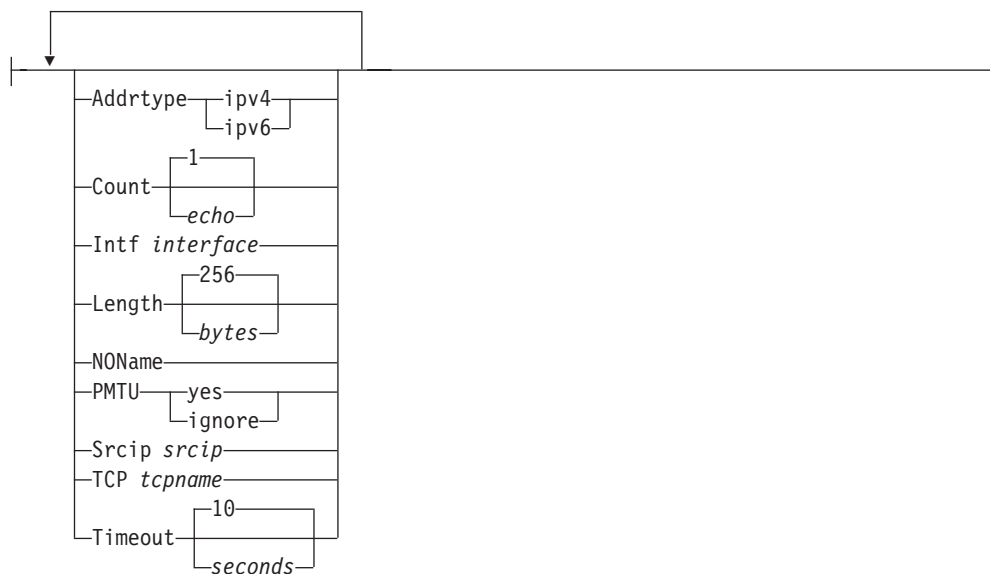 Addrtype ipv4
ipv6
1
Count
echo
Intf interface
256
Length
bytes
NOName
PMTU yes
ignore
Srcip srcip
TCP tcpname
10
Timeout
seconds